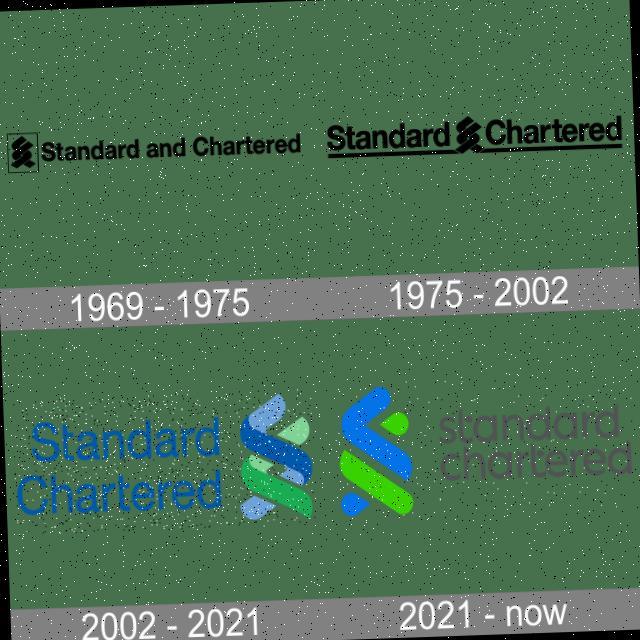 Standard and Chartered
Standard Chartered
1969 - 1975
1975 - 2002
Standard
Chartered
standard
chartered
2002 - 2021
2021 - now